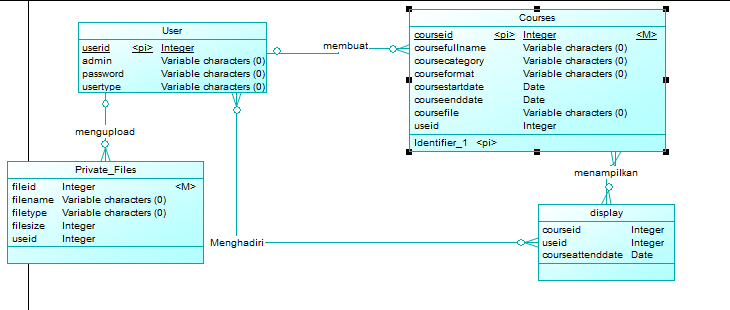 User
userid <pi> Integer
admin Variable characters (0)
password Variable characters (0)
usertype Variable characters (0)
membuat
Courses
courseid <pi> Integer <M>
coursefullname Variable characters (0)
coursecategory Variable characters (0)
courseformat Variable characters (0)
coursestartdate Date
courseenddate Date
coursefile Variable characters (0)
useid Integer
Identifier_1 <pi>
mengupload
Private_Files
fileid Integer <M>
filename Variable characters (0)
filetype Variable characters (0)
filesize Integer
useid Integer
menampilkan
display
courseid Integer
useid Integer
courseattenddate Date
Menghadiri